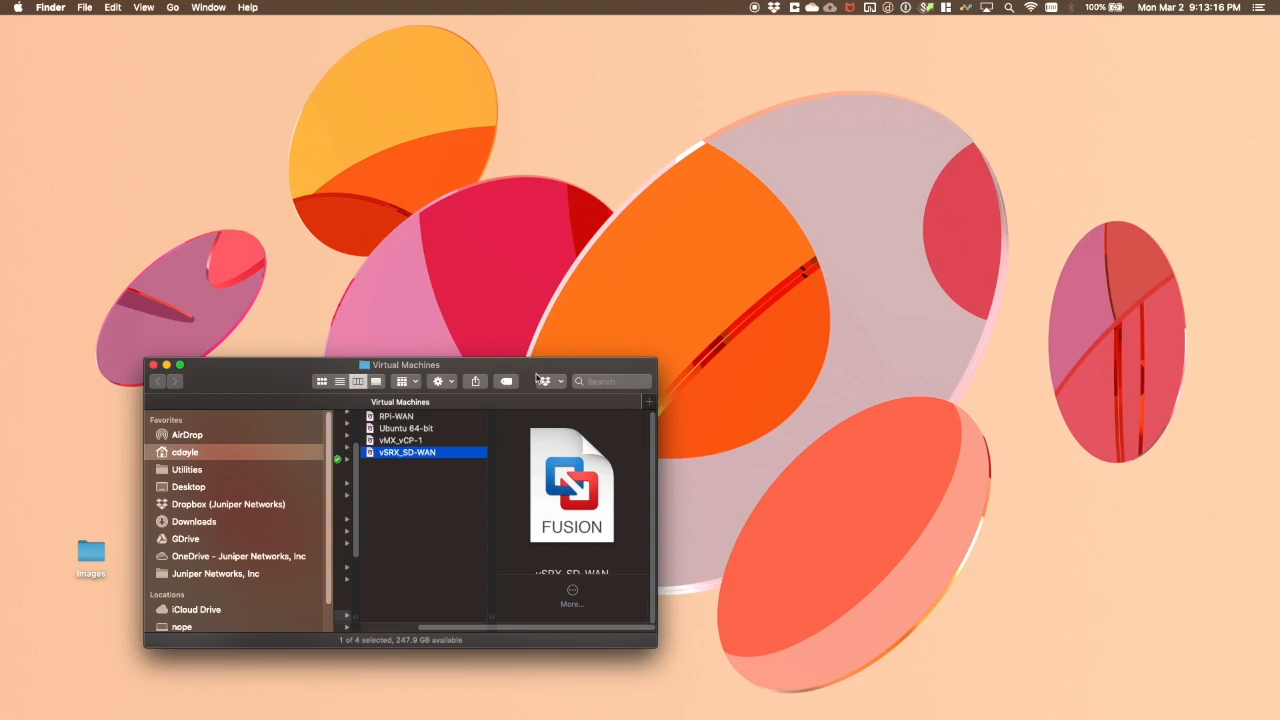 Finder File Edit View Go Window Help
100% Mon Mar 2 9:13:16 PM
Virtual Machines
Search
Virtual Machines
Favorites
AirDrop
cdoyle
Utilities
Desktop
Dropbox (Juniper Networks)
Downloads
GDrive
OneDrive - Juniper Networks, Inc
Juniper Networks, Inc
Locations
iCloud Drive
nope
RPI-WAN
Ubuntu 64-bit
vMX_vCP-1
vSRX_SD-WAN
FUSION
vSRX_SD-WAN
More...
1 of 4 selected, 247.9 GB available
Images